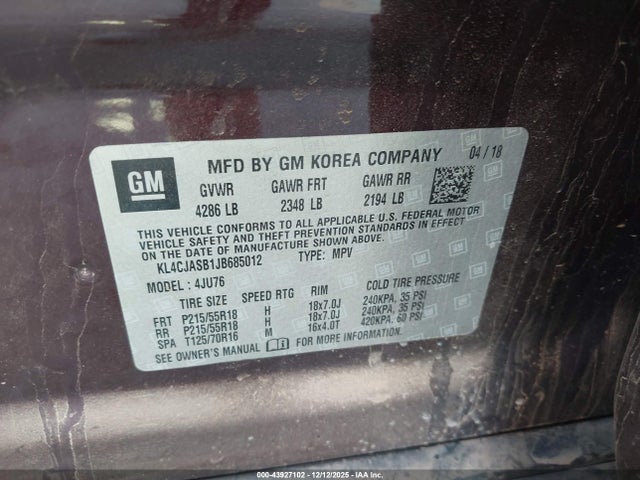 GM
MFD BY GM KOREA COMPANY 04 / 18
GVWR GAWR FRT GAWR RR
4286 LB 2348 LB 2194 LB
THIS VEHICLE CONFORMS TO ALL APPLICABLE U.S. FEDERAL MOTOR
VEHICLE SAFETY AND THEFT PREVENTION STANDARDS IN EFFECT
ON THE DATE OF MANUFACTURE SHOWN ABOVE.
KL4CJASB1JB685012 TYPE: MPV
MODEL : 4JU76
TIRE SIZE SPEED RTG RIM COLD TIRE PRESSURE
FRT P215/55R18 H 18x7.0J 240KPA, 35 PSI
RR P215/55R18 H 18x7.0J 240KPA, 35 PSI
SPA T125/70R16 M 16x4.0T 420KPA, 60 PSI
SEE OWNER'S MANUAL FOR MORE INFORMATION.
000-43927102 - 12/12/2025 -